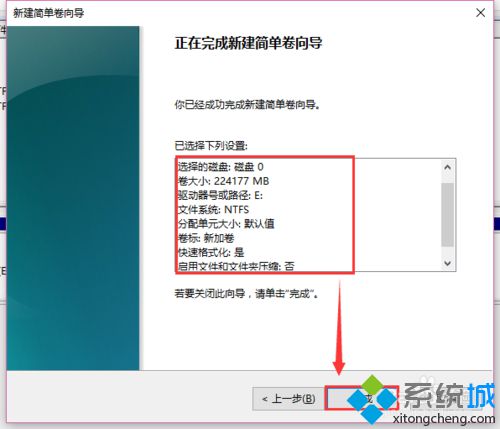 新建简单卷向导
正在完成新建简单卷向导
你已经成功完成新建简单卷向导。
已选择下列设置:
选择的磁盘: 磁盘 0
卷大小: 224177 MB
驱动器号或路径: E:
文件系统: NTFS
分配单元大小: 默认值
卷标: 新加卷
快速格式化: 是
启用文件和文件夹压缩: 否
若要关闭此向导，请单击"完成"。
< 上一步(B)
成
系统城
xitongcheng.com